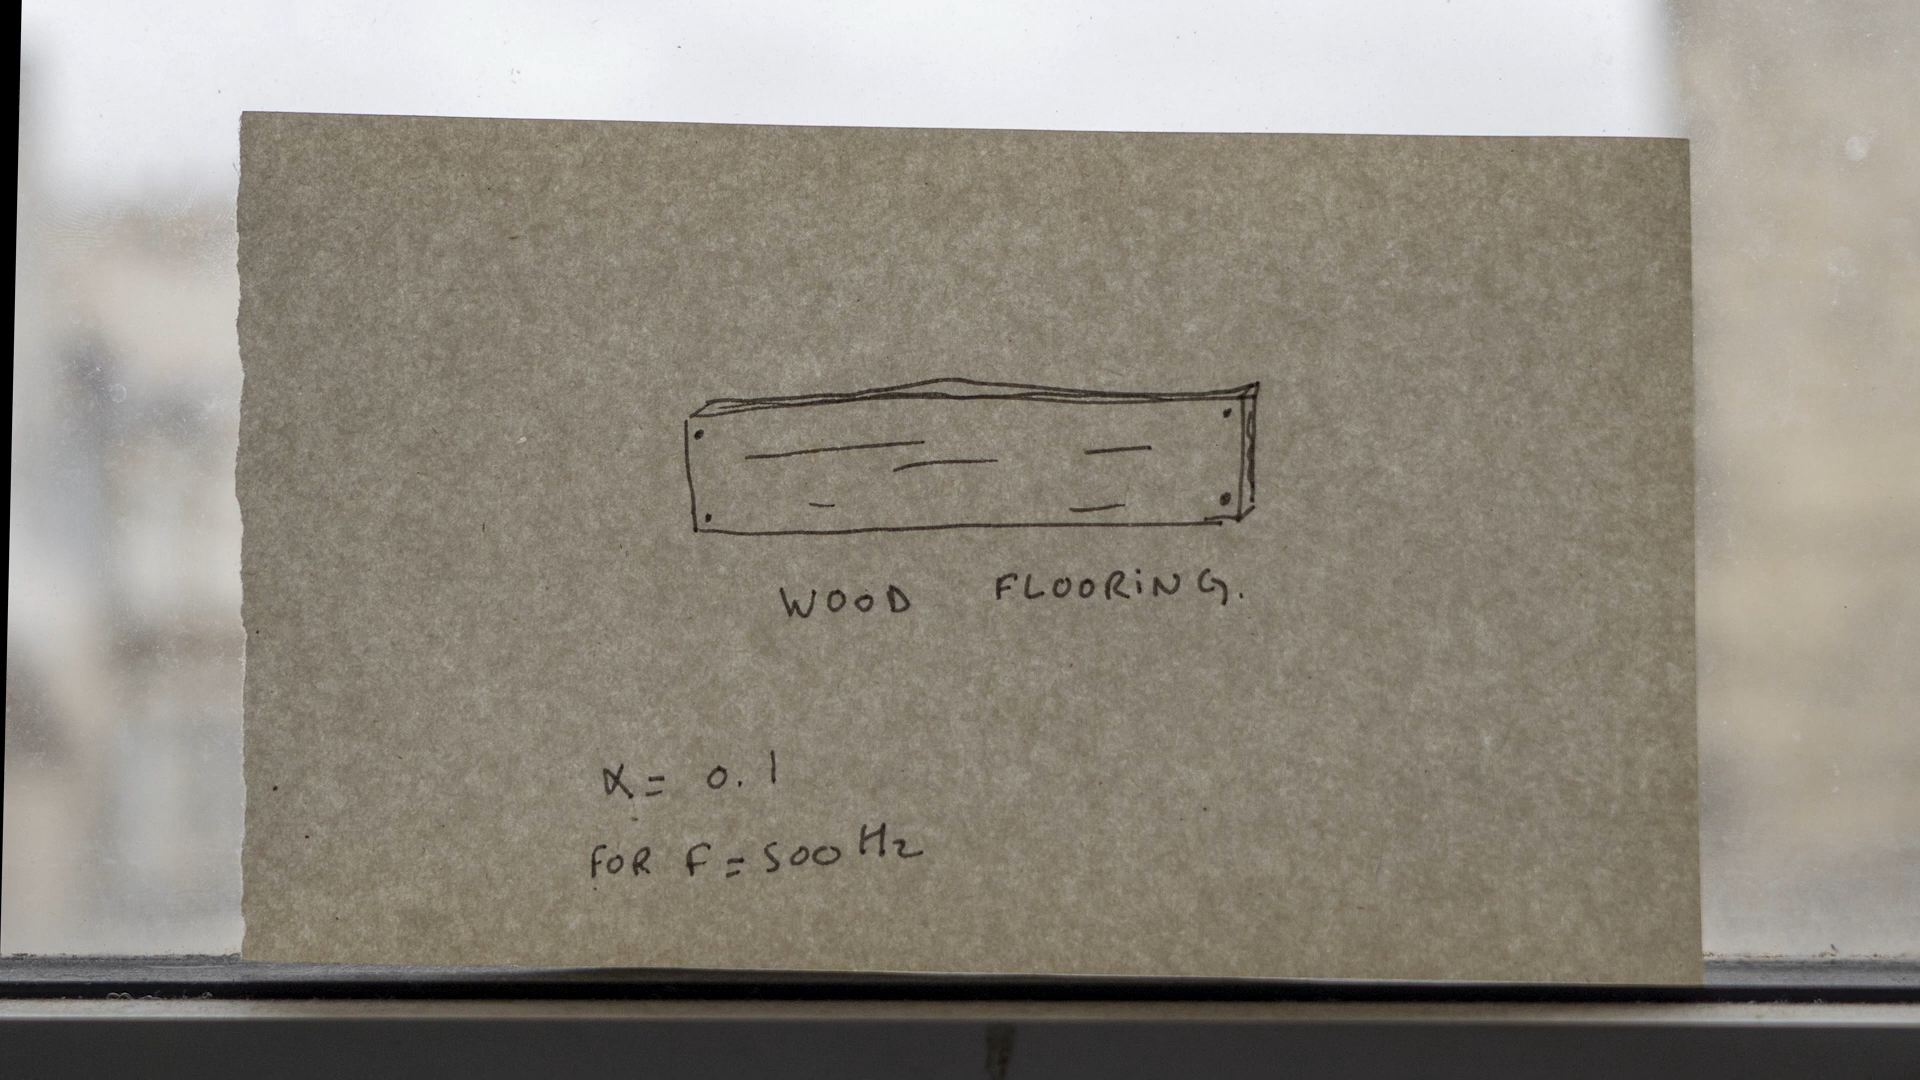 WOOD FLOORING.
α = 0.1
FOR F = 500 Hz